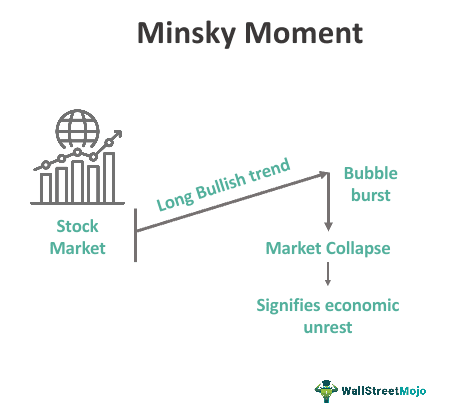 Minsky Moment
Stock
Market
Long Bullish trend
Bubble
burst
Market Collapse
Signifies economic
unrest
WallStreetMojo